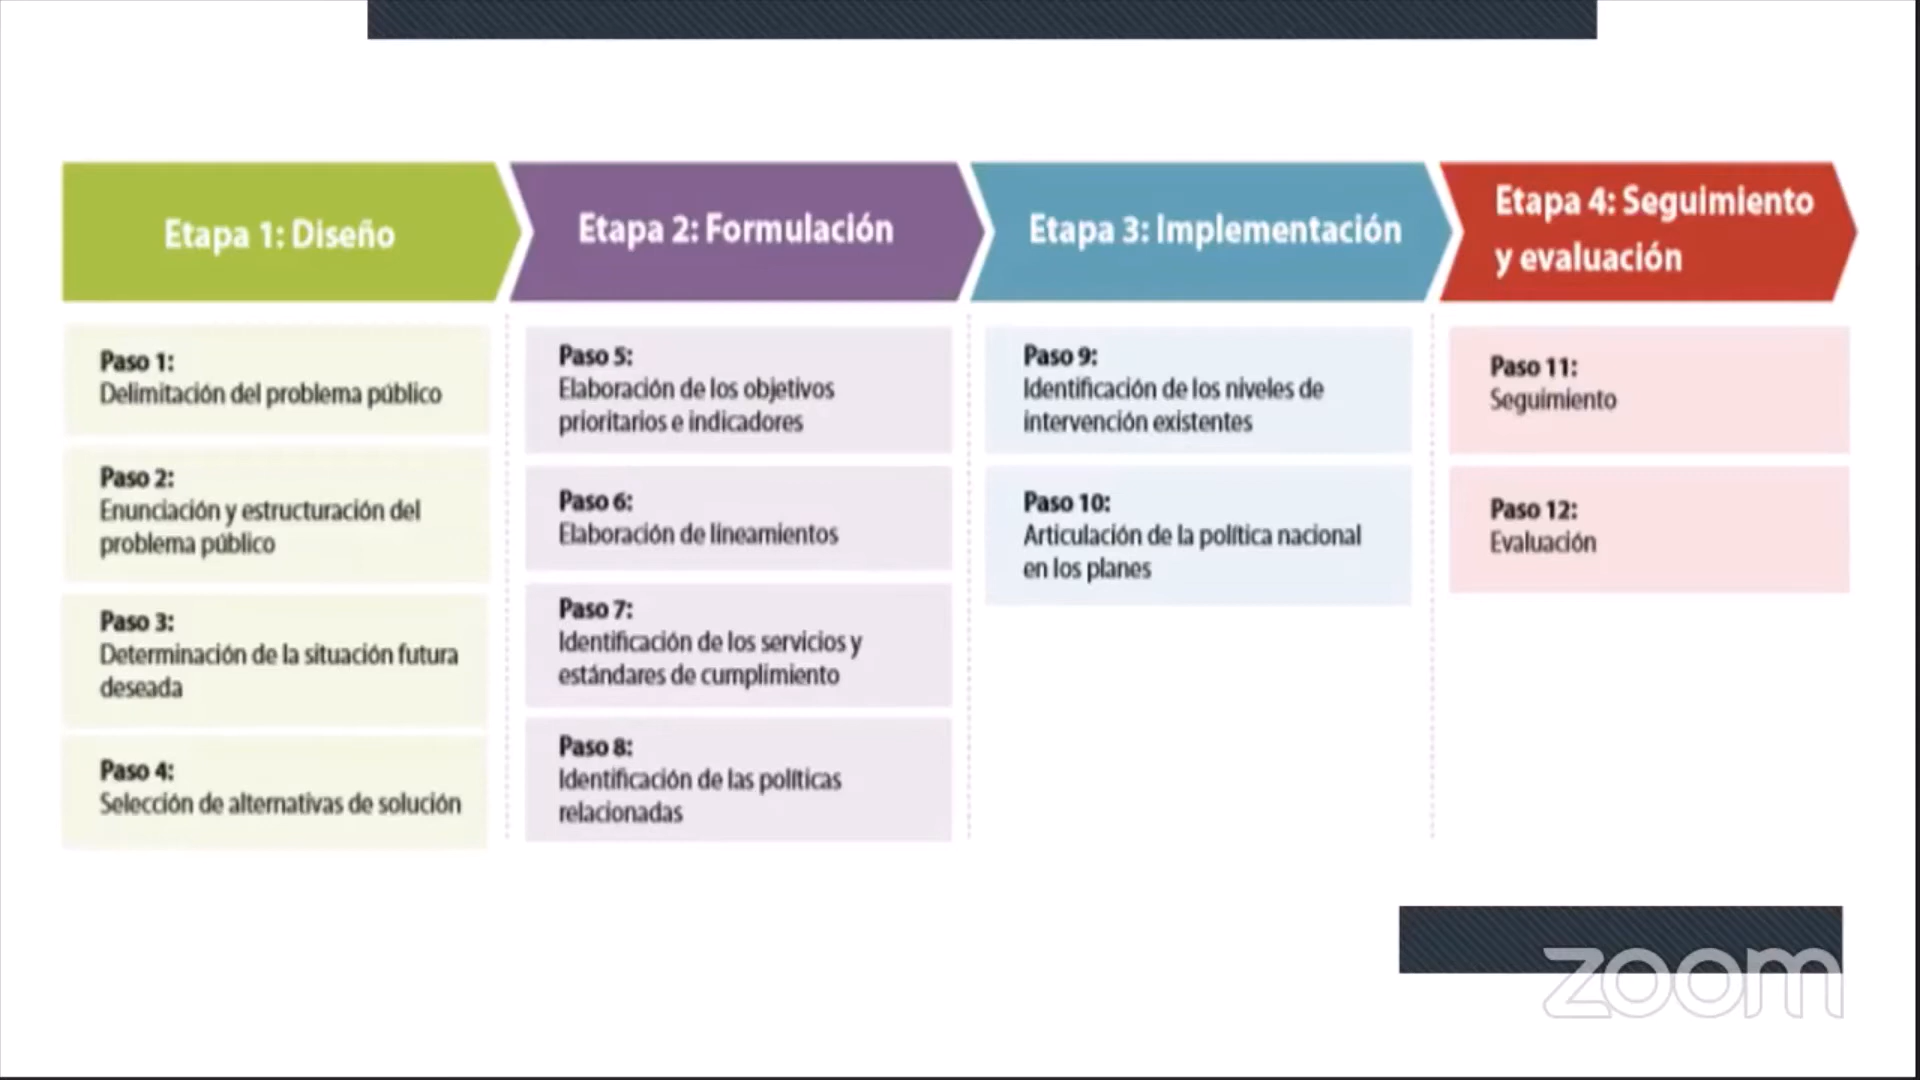 Etapa 1: Diseño
Paso 1:
Delimitación del problema público
Paso 2:
Enunciación y estructuración del
problema público
Paso 3:
Determinación de la situación futura
deseada
Paso 4:
Selección de alternativas de solución
Etapa 2: Formulación
Paso 5:
Elaboración de los objetivos
prioritarios e indicadores
Paso 6:
Elaboración de lineamientos
Paso 7:
Identificación de los servicios y
estándares de cumplimiento
Paso 8:
Identificación de las políticas
relacionadas
Etapa 3: Implementación
Paso 9:
Identificación de los niveles de
intervención existentes
Paso 10:
Articulación de la política nacional
en los planes
Etapa 4: Seguimiento
y evaluación
Paso 11:
Seguimiento
Paso 12:
Evaluación
zoom